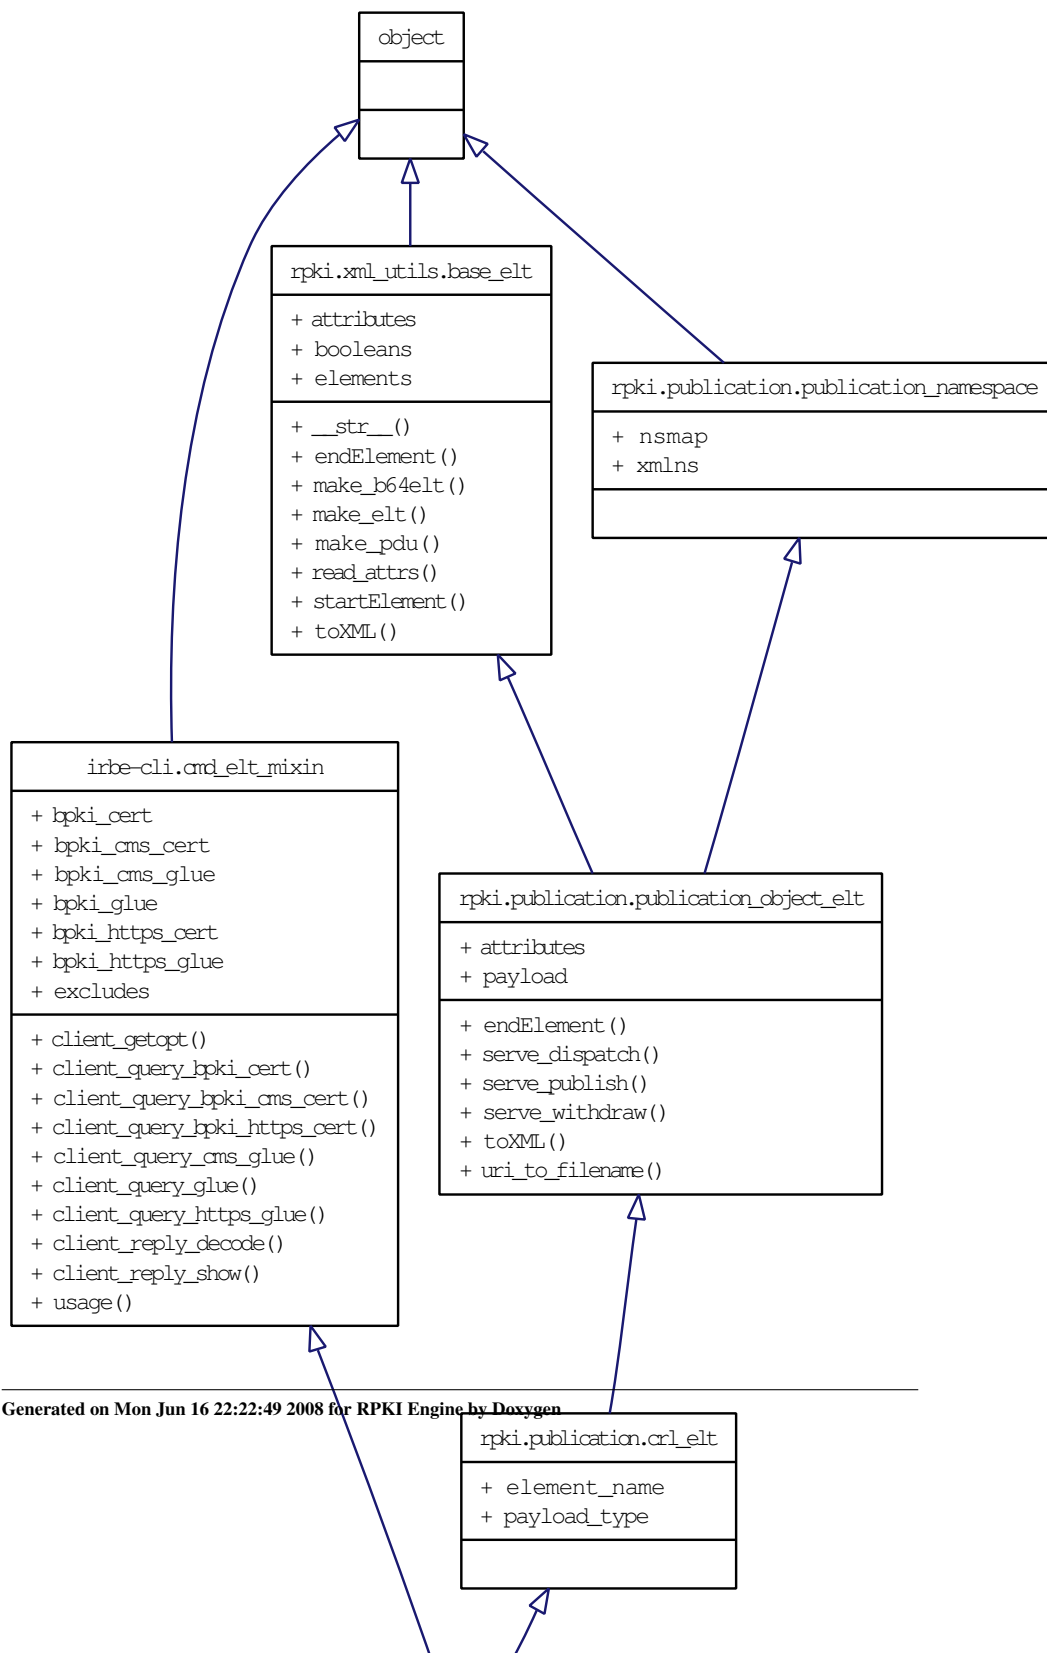 object
rpki.xml_utils.base_elt
+ attributes
+ booleans
+ elements
+ __str__()
+ endElement()
+ make_b64elt()
+ make_elt()
+ make_pdu()
+ read_attrs()
+ startElement()
+ toXML()
rpki.publication.publication_namespace
+ nsmap
+ xmlns
irbe-cli.cmd_elt_mixin
+ bpki_cert
+ bpki_cms_cert
+ bpki_cms_glue
+ bpki_glue
+ bpki_https_cert
+ bpki_https_glue
+ excludes
+ client_getopt()
+ client_query_bpki_cert()
+ client_query_bpki_cms_cert()
+ client_query_bpki_https_cert()
+ client_query_cms_glue()
+ client_query_glue()
+ client_query_https_glue()
+ client_reply_decode()
+ client_reply_show()
+ usage()
rpki.publication.publication_object_elt
+ attributes
+ payload
+ endElement()
+ serve_dispatch()
+ serve_publish()
+ serve_withdraw()
+ toXML()
+ uri_to_filename()
Generated on Mon Jun 16 22:22:49 2008 for RPKI Engine by Doxygen
rpki.publication.crl_elt
+ element_name
+ payload_type